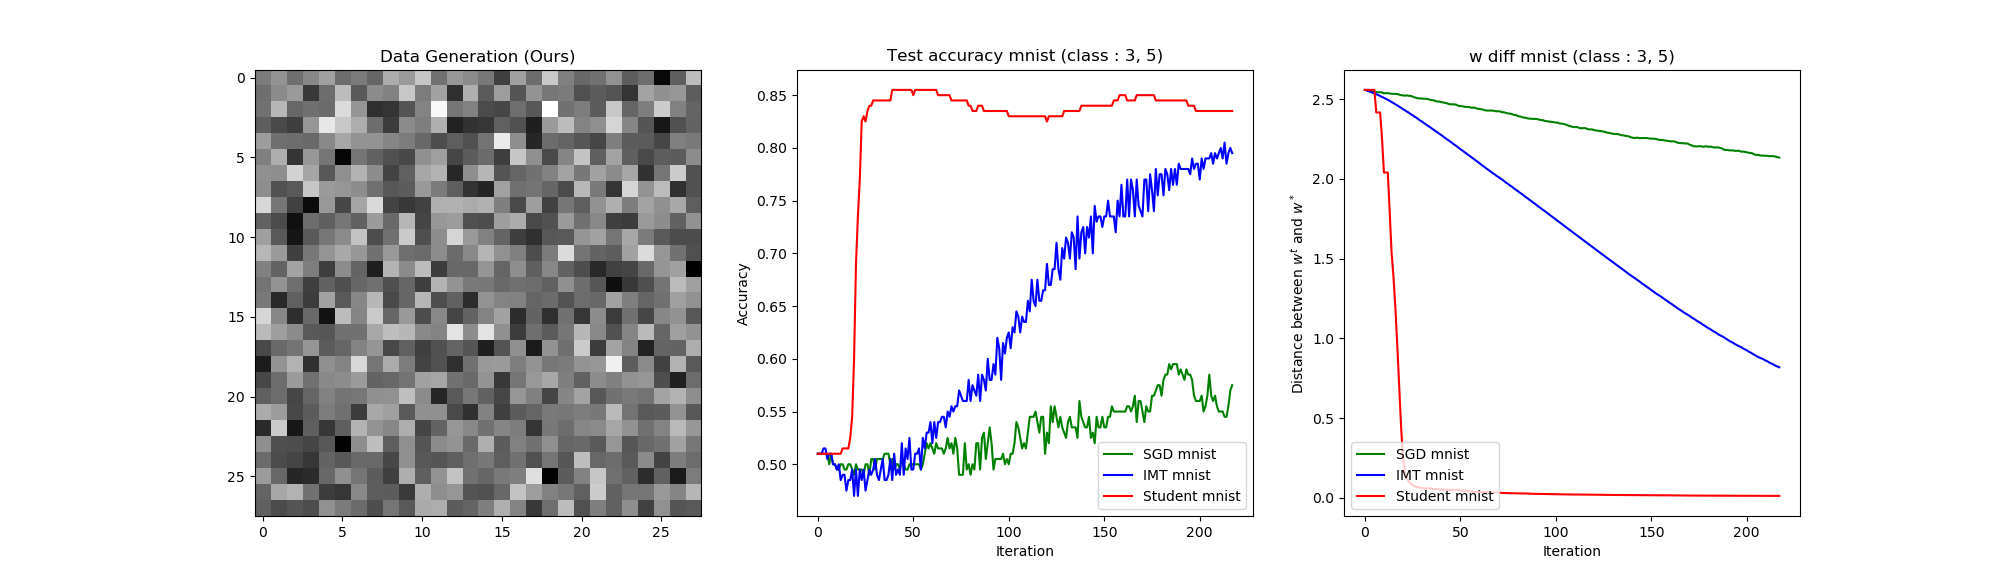 Data Generation (Ours)
0
5
10
15
20
25
0 5 10 15 20 25
Test accuracy mnist (class : 3, 5)
Accuracy
0.85
0.80
0.75
0.70
0.65
0.60
0.55
0.50
SGD mnist
IMT mnist
Student mnist
0 50 100 150 200
Iteration
w diff mnist (class : 3, 5)
Distance between w^t and w^*
2.5
2.0
1.5
1.0
0.5
0.0
SGD mnist
IMT mnist
Student mnist
0 50 100 150 200
Iteration